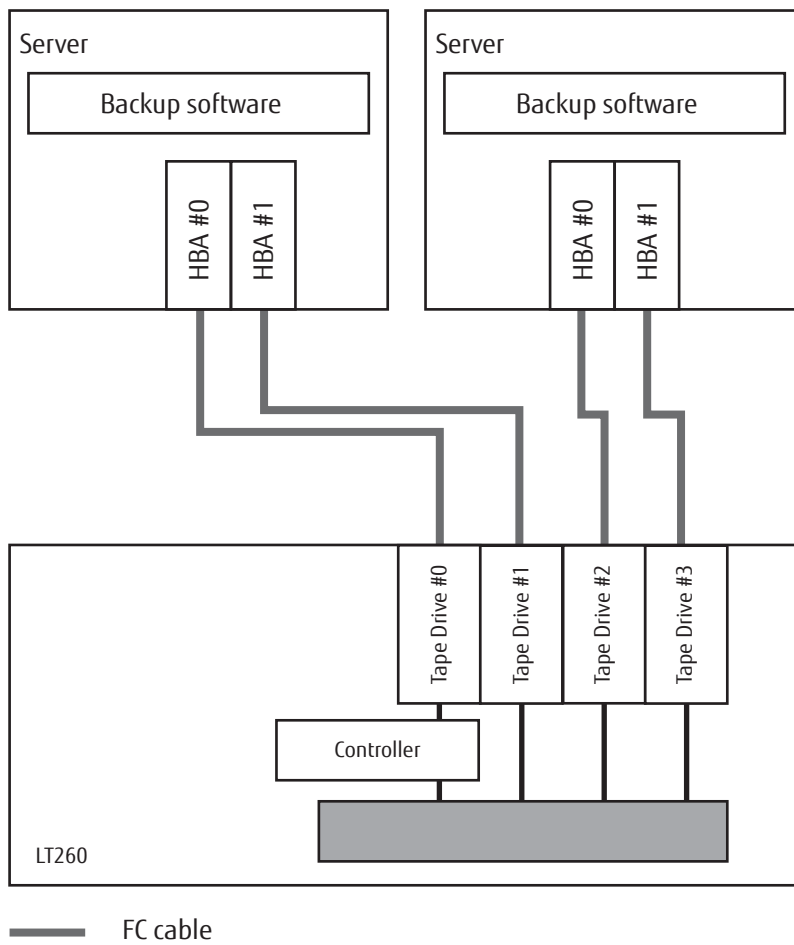 Server
Backup software
HBA #0
HBA #1
Server
Backup software
HBA #0
HBA #1
Tape Drive #0
Tape Drive #1
Tape Drive #2
Tape Drive #3
Controller
LT260
FC cable